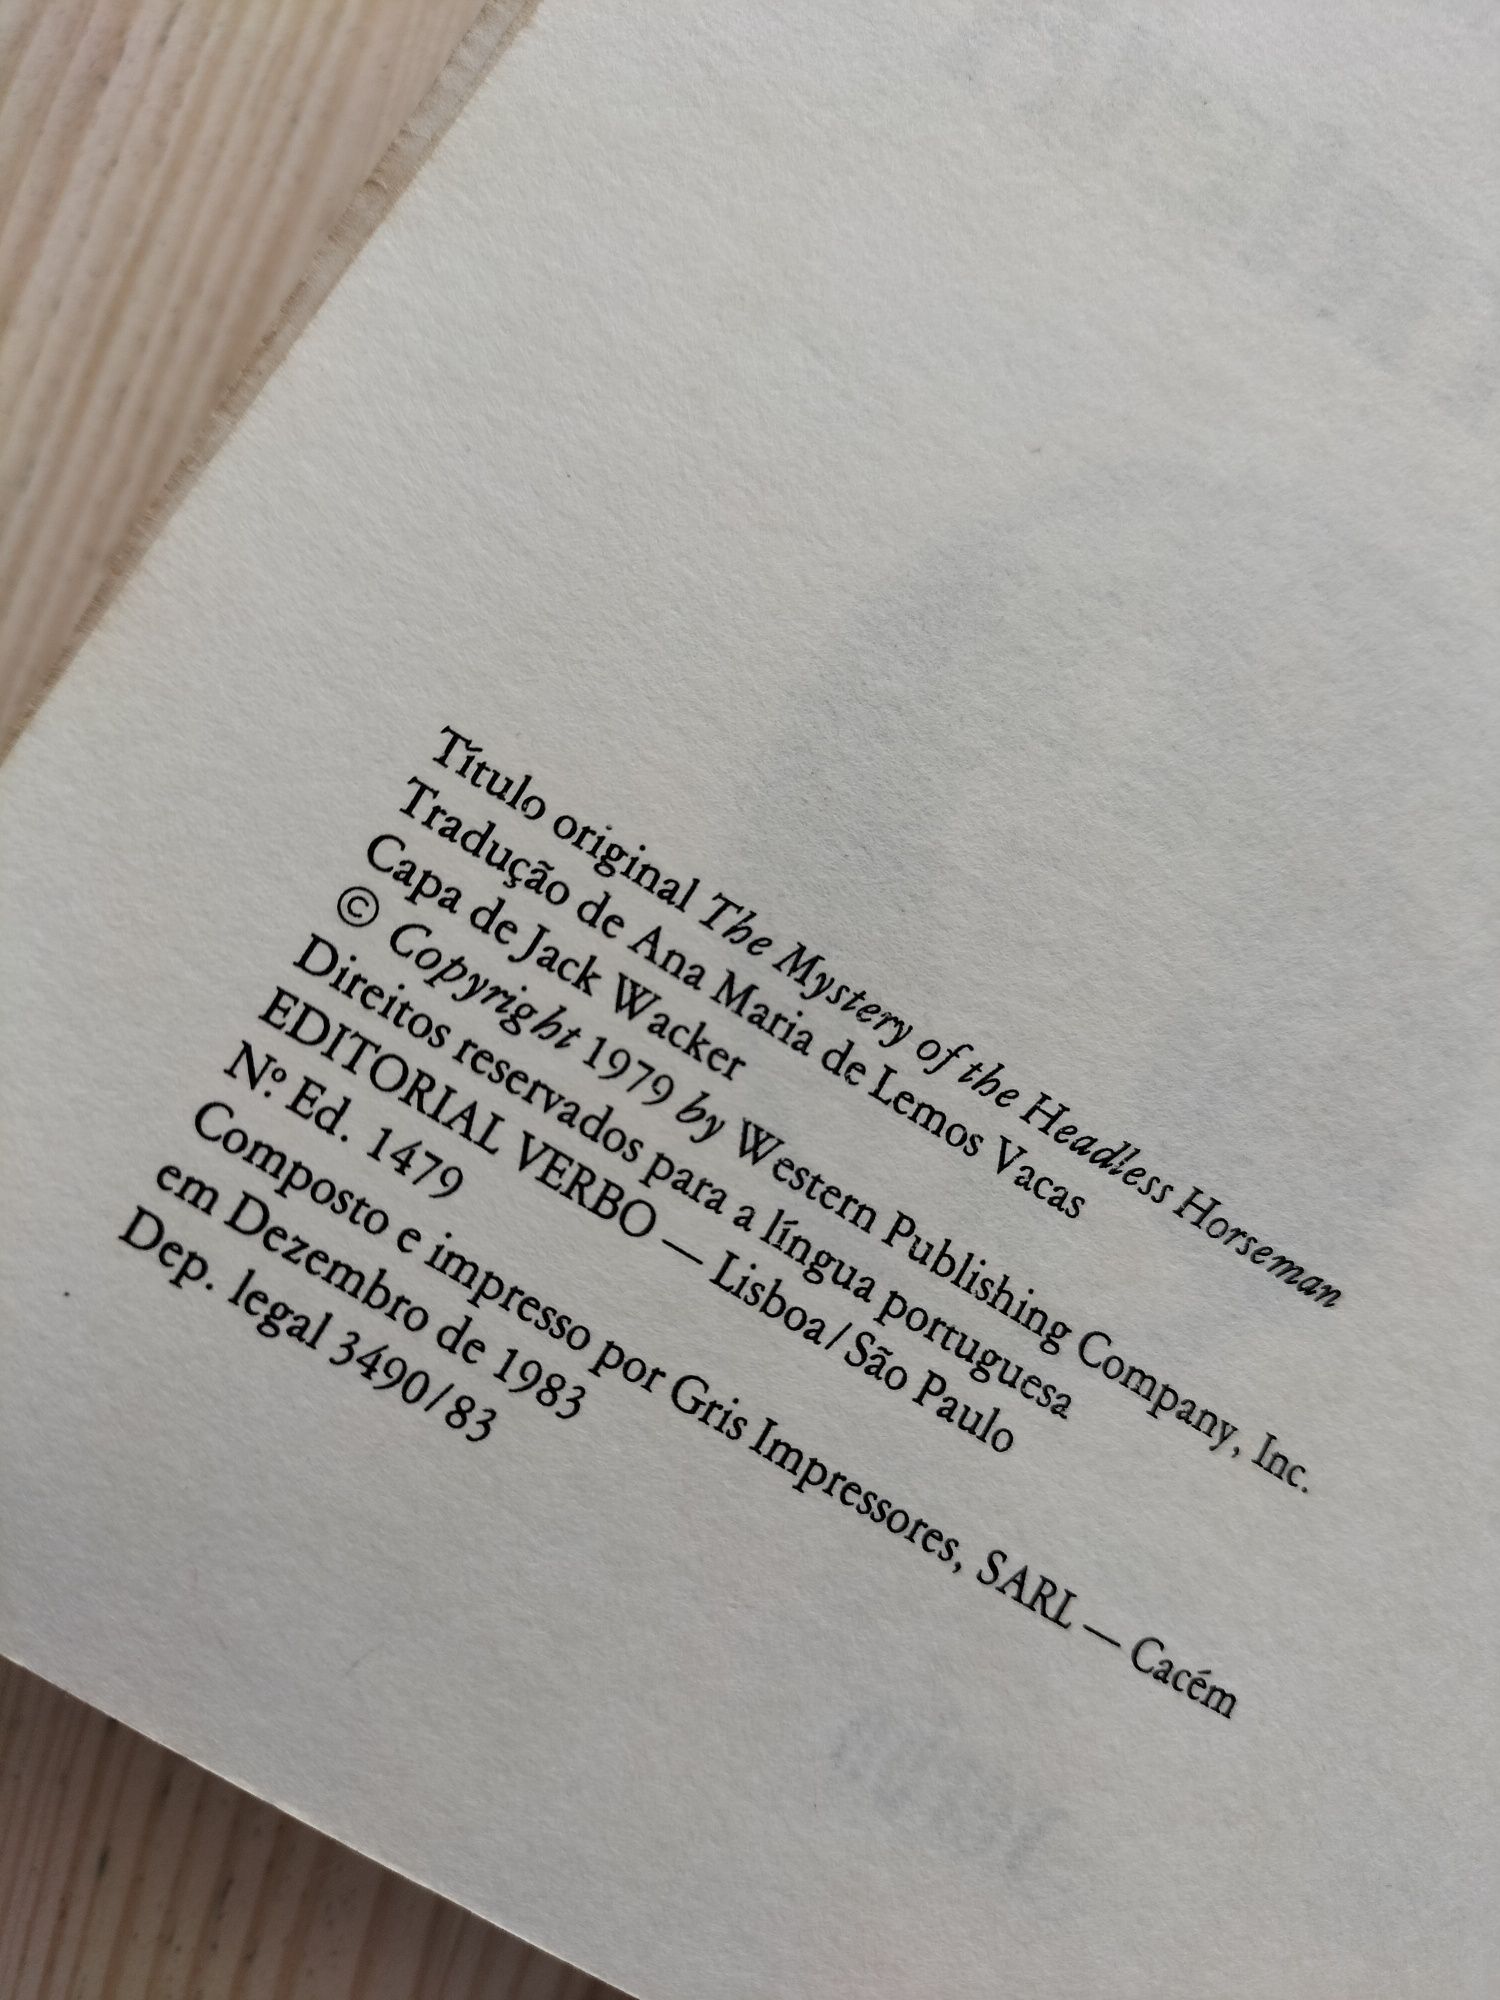 Título original The Mystery of the Headless Horseman
Tradução de Ana Maria de Lemos Vacas
Capa de Jack Wacker
© Copyright 1979 by Western Publishing Company, Inc.
Direitos reservados para a língua portuguesa
EDITORIAL VERBO — Lisboa/São Paulo
Nº Ed. 1479
Composto e impresso por Gris Impressores, SARL — Cacém
em Dezembro de 1983
Dep. legal 3490/83